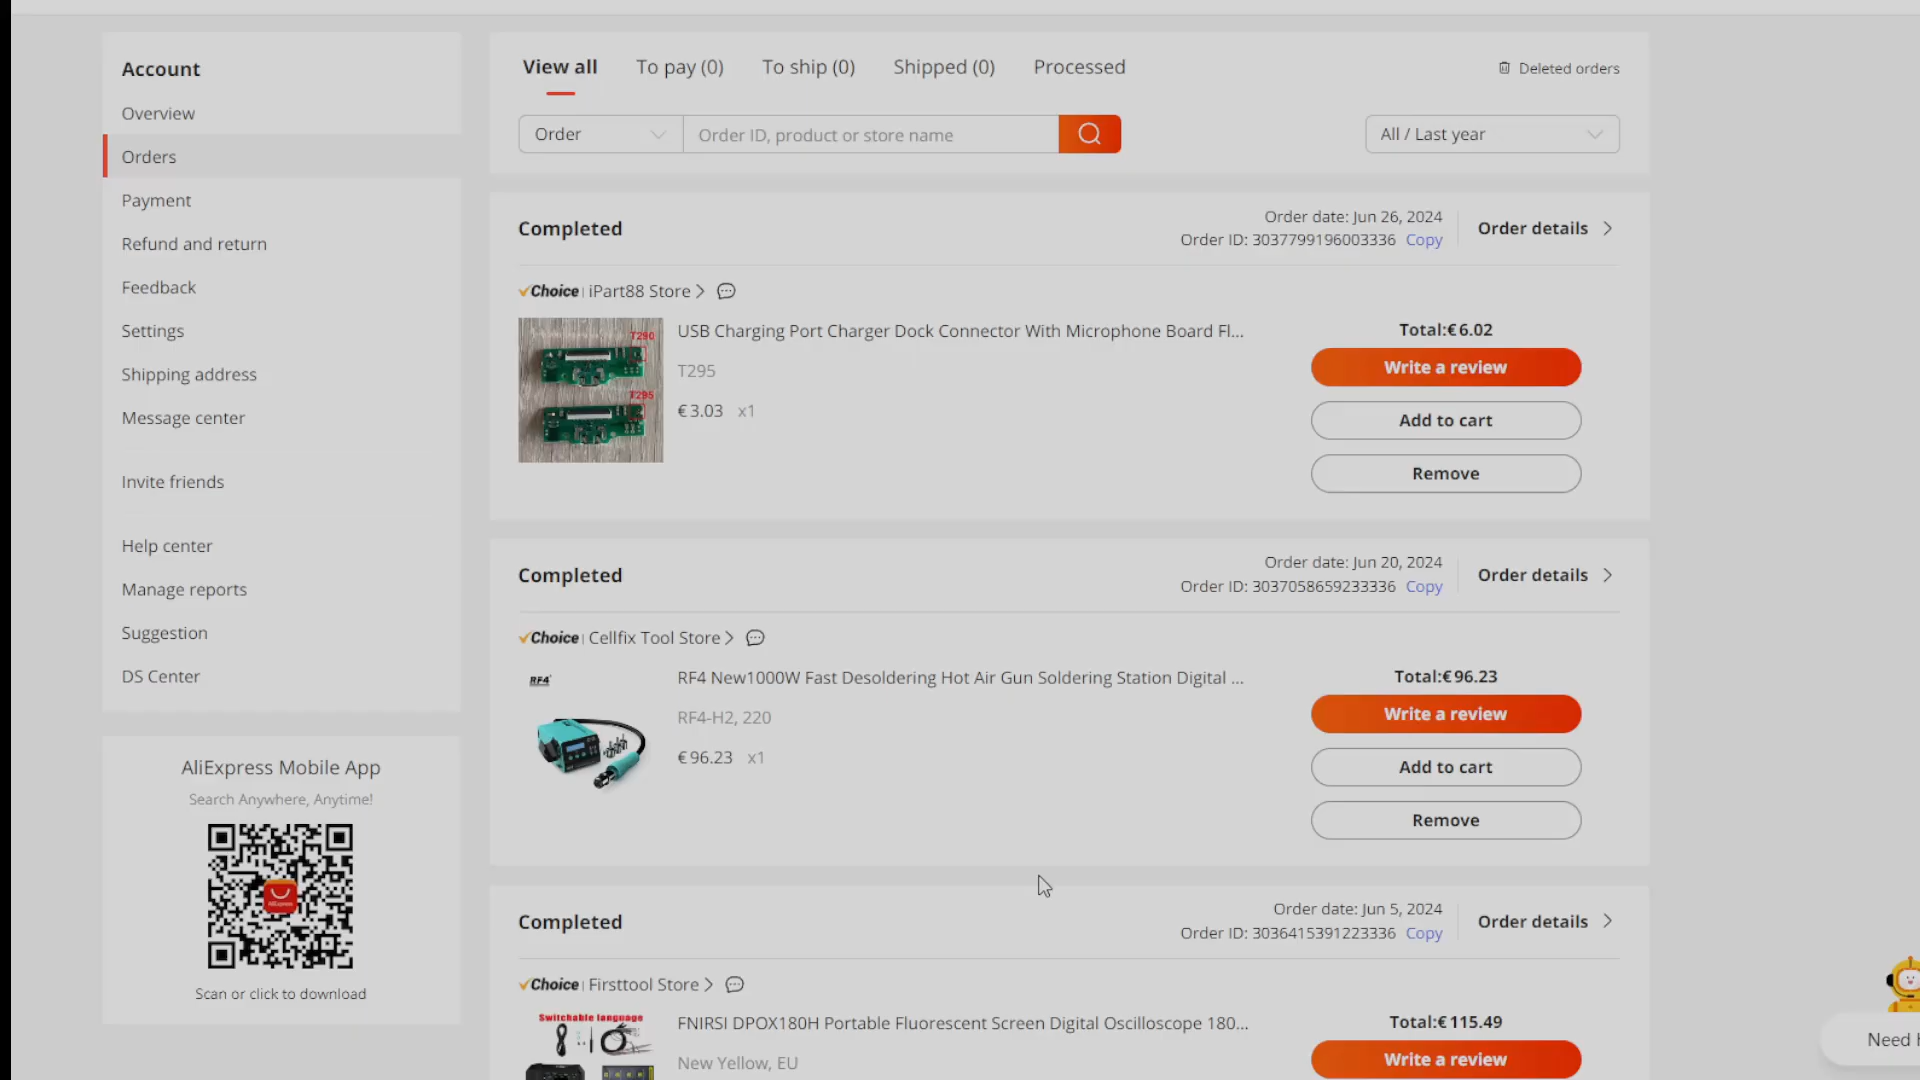 Account
Overview
Orders
Payment
Refund and return
Feedback
Settings
Shipping address
Message center
Invite friends
Help center
Manage reports
Suggestion
DS Center
AliExpress Mobile App
Search Anywhere, Anytime!
Scan or click to download
View all To pay (0) To ship (0) Shipped (0) Processed
Deleted orders
Order
Order ID, product or store name
All / Last year
Completed
Order date: Jun 26, 2024
Order ID: 3037799196003336 Copy
Order details
Choice iPart88 Store
T290
T295
USB Charging Port Charger Dock Connector With Microphone Board Fl...
T295
€3.03 x1
Total:€6.02
Write a review
Add to cart
Remove
Completed
Order date: Jun 20, 2024
Order ID: 3037058659233336 Copy
Order details
Choice Cellfix Tool Store
RF4
RF4 New1000W Fast Desoldering Hot Air Gun Soldering Station Digital ...
RF4-H2, 220
€96.23 x1
Total:€96.23
Write a review
Add to cart
Remove
Completed
Order date: Jun 5, 2024
Order ID: 3036415391223336 Copy
Order details
Choice Firsttool Store
Switchable language
FNIRSI DPOX180H Portable Fluorescent Screen Digital Oscilloscope 180...
New Yellow, EU
Total:€115.49
Write a review
Need